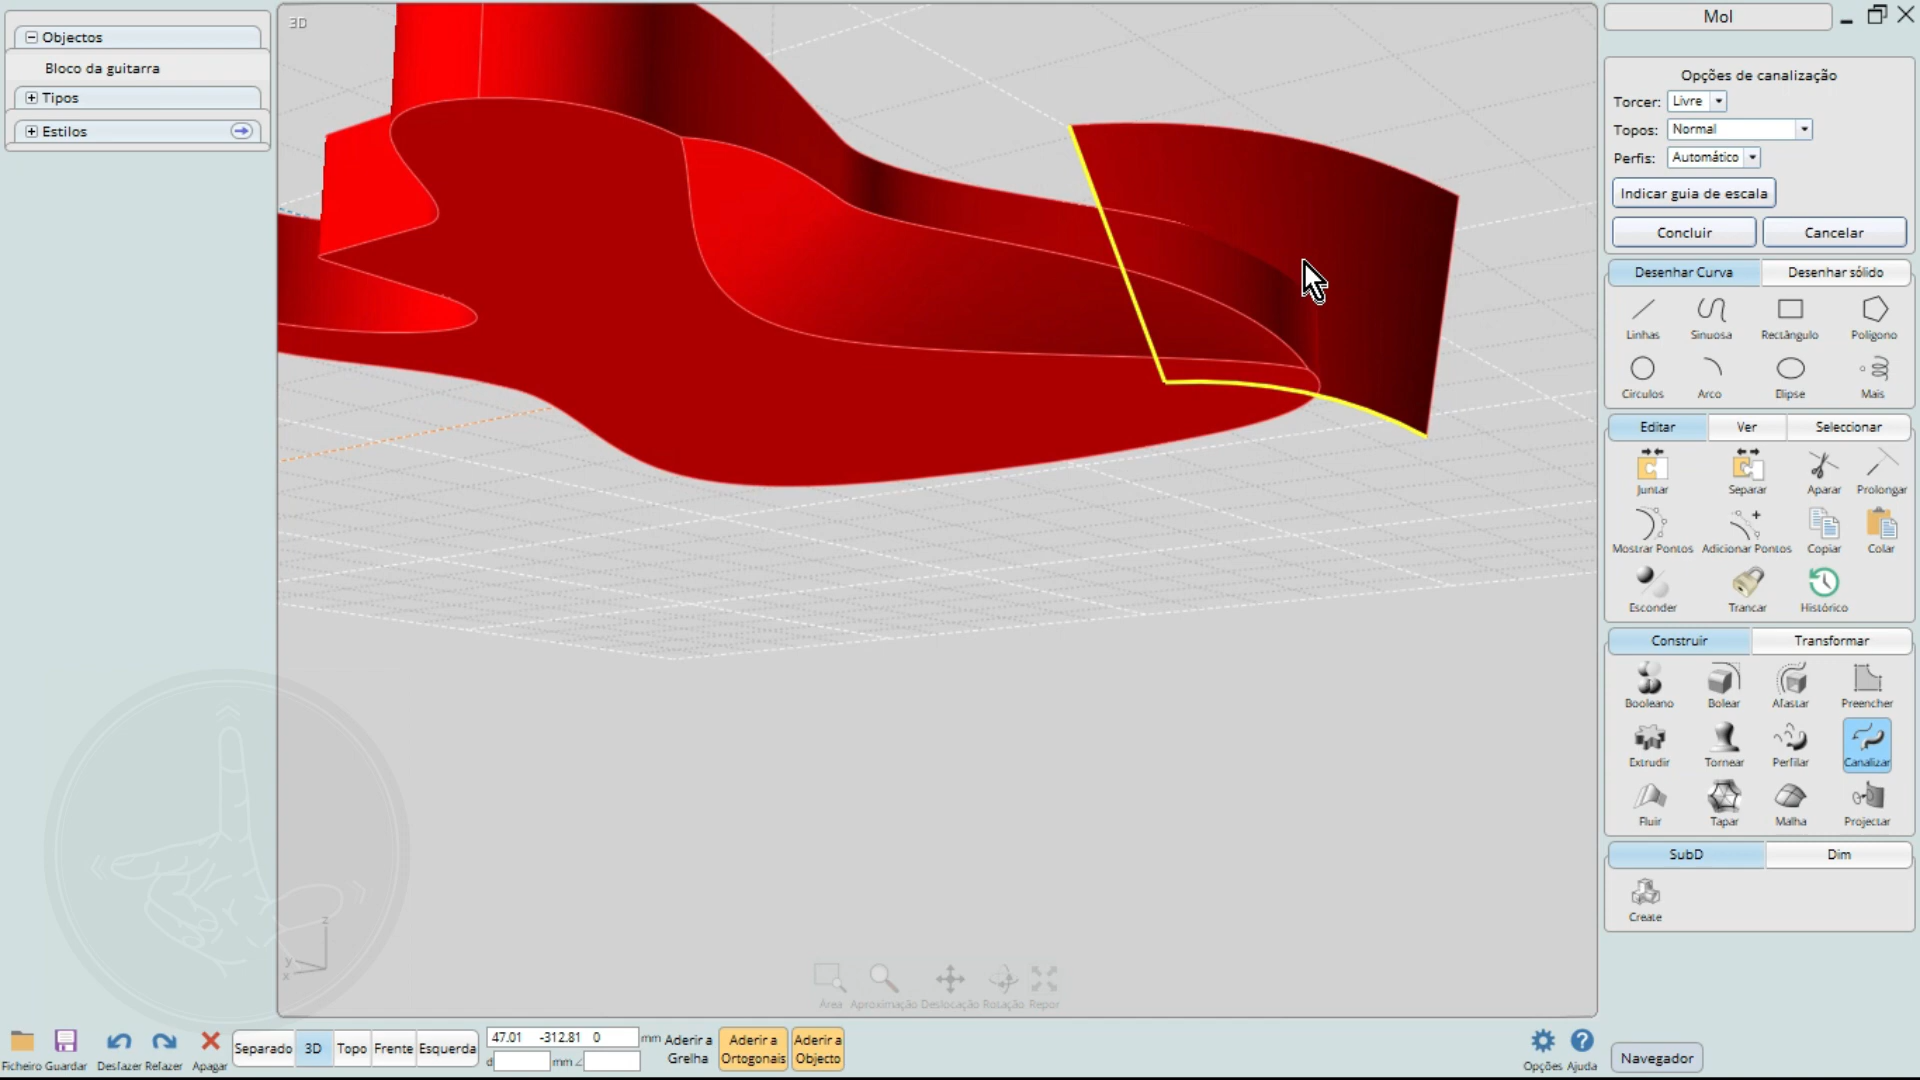 Objectos
Bloco da guitarra
Tipos
Estilos
3D
z
y
x
Área Aproximação Deslocação Rotação Repor
Mol
Opções de canalização
Torcer: Livre
Topos: Normal
Perfis: Automático
Indicar guia de escala
Concluir Cancelar
Desenhar Curva Desenhar sólido
Linhas Sinuosa Rectângulo Polígono
Círculos Arco Elipse Mais
Editar Ver Seleccionar
Juntar Separar Aparar Prolongar
Mostrar Pontos Adicionar Pontos Copiar Colar
Esconder Trancar Histórico
Construir Transformar
Booleano Bolear Afastar Preencher
Extrudir Tornear Perfilar Canalizar
Fluir Tapar Malha Projectar
SubD Dim
Create
Ficheiro Guardar Desfazer Refazer Apagar
Separado 3D Topo Frente Esquerda
47.01 -312.81 0 mm
d mm
Aderir a Grelha
Aderir a Ortogonais
Aderir a Objecto
Opções Ajuda
Navegador